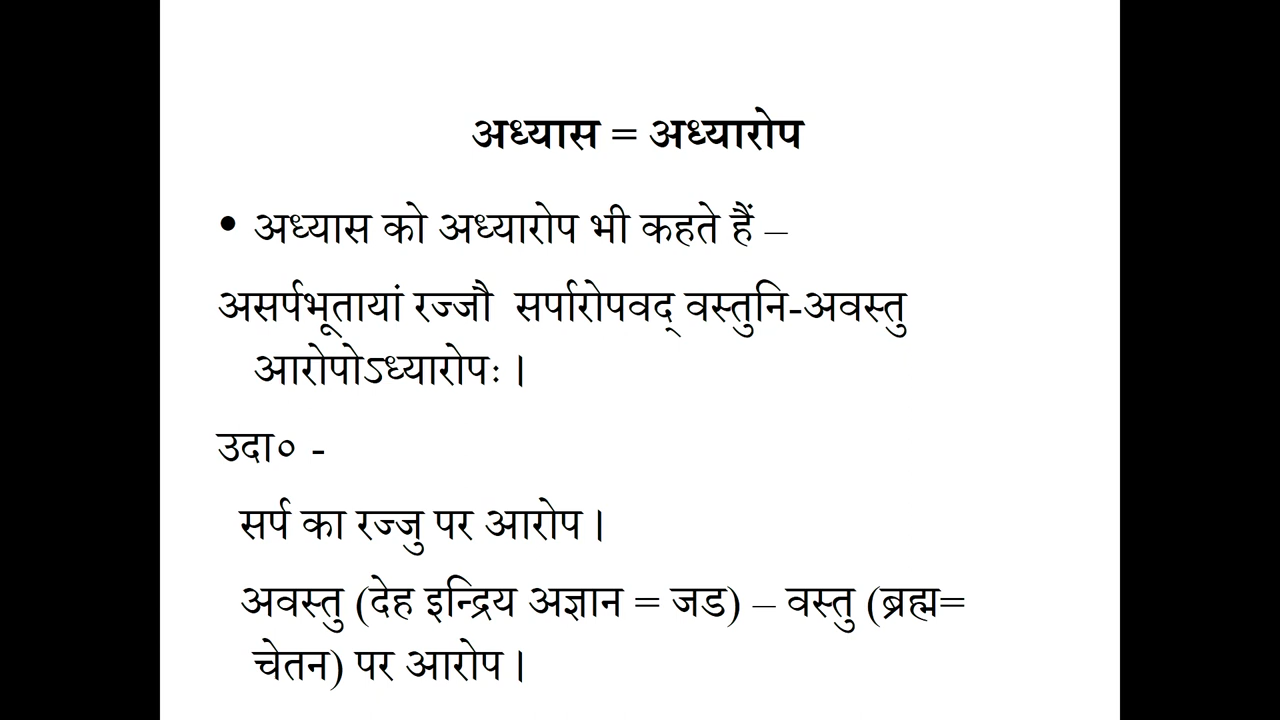 अध्यास = अध्यारोप
• अध्यास को अध्यारोप भी कहते हैं –
असर्पभूतायां रज्जौ सर्पारोपवद् वस्तुनि-अवस्तु
आरोपोऽध्यारोपः ।
उदा० -
सर्प का रज्जु पर आरोप ।
अवस्तु (देह इन्द्रिय अज्ञान = जड) – वस्तु (ब्रह्म=
चेतन) पर आरोप ।